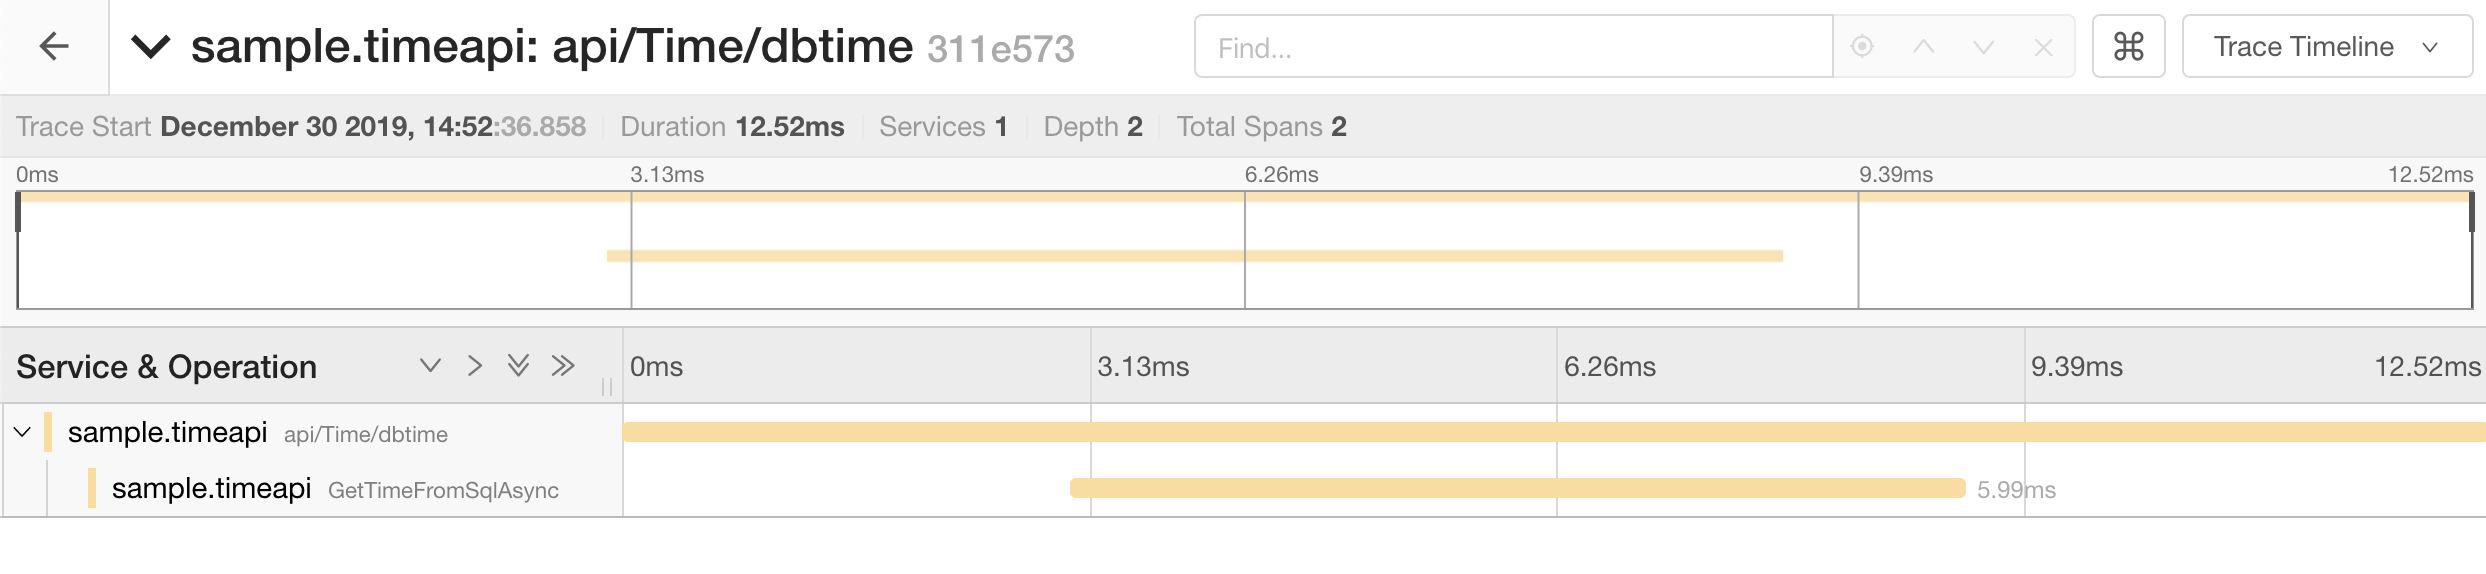 sample.timeapi: api/Time/dbtime 311e573 Find... ⌘ Trace Timeline
Trace Start December 30 2019, 14:52:36.858 Duration 12.52ms Services 1 Depth 2 Total Spans 2
0ms 3.13ms 6.26ms 9.39ms 12.52ms
Service & Operation 0ms 3.13ms 6.26ms 9.39ms 12.52ms
sample.timeapi api/Time/dbtime
sample.timeapi GetTimeFromSqlAsync 5.99ms